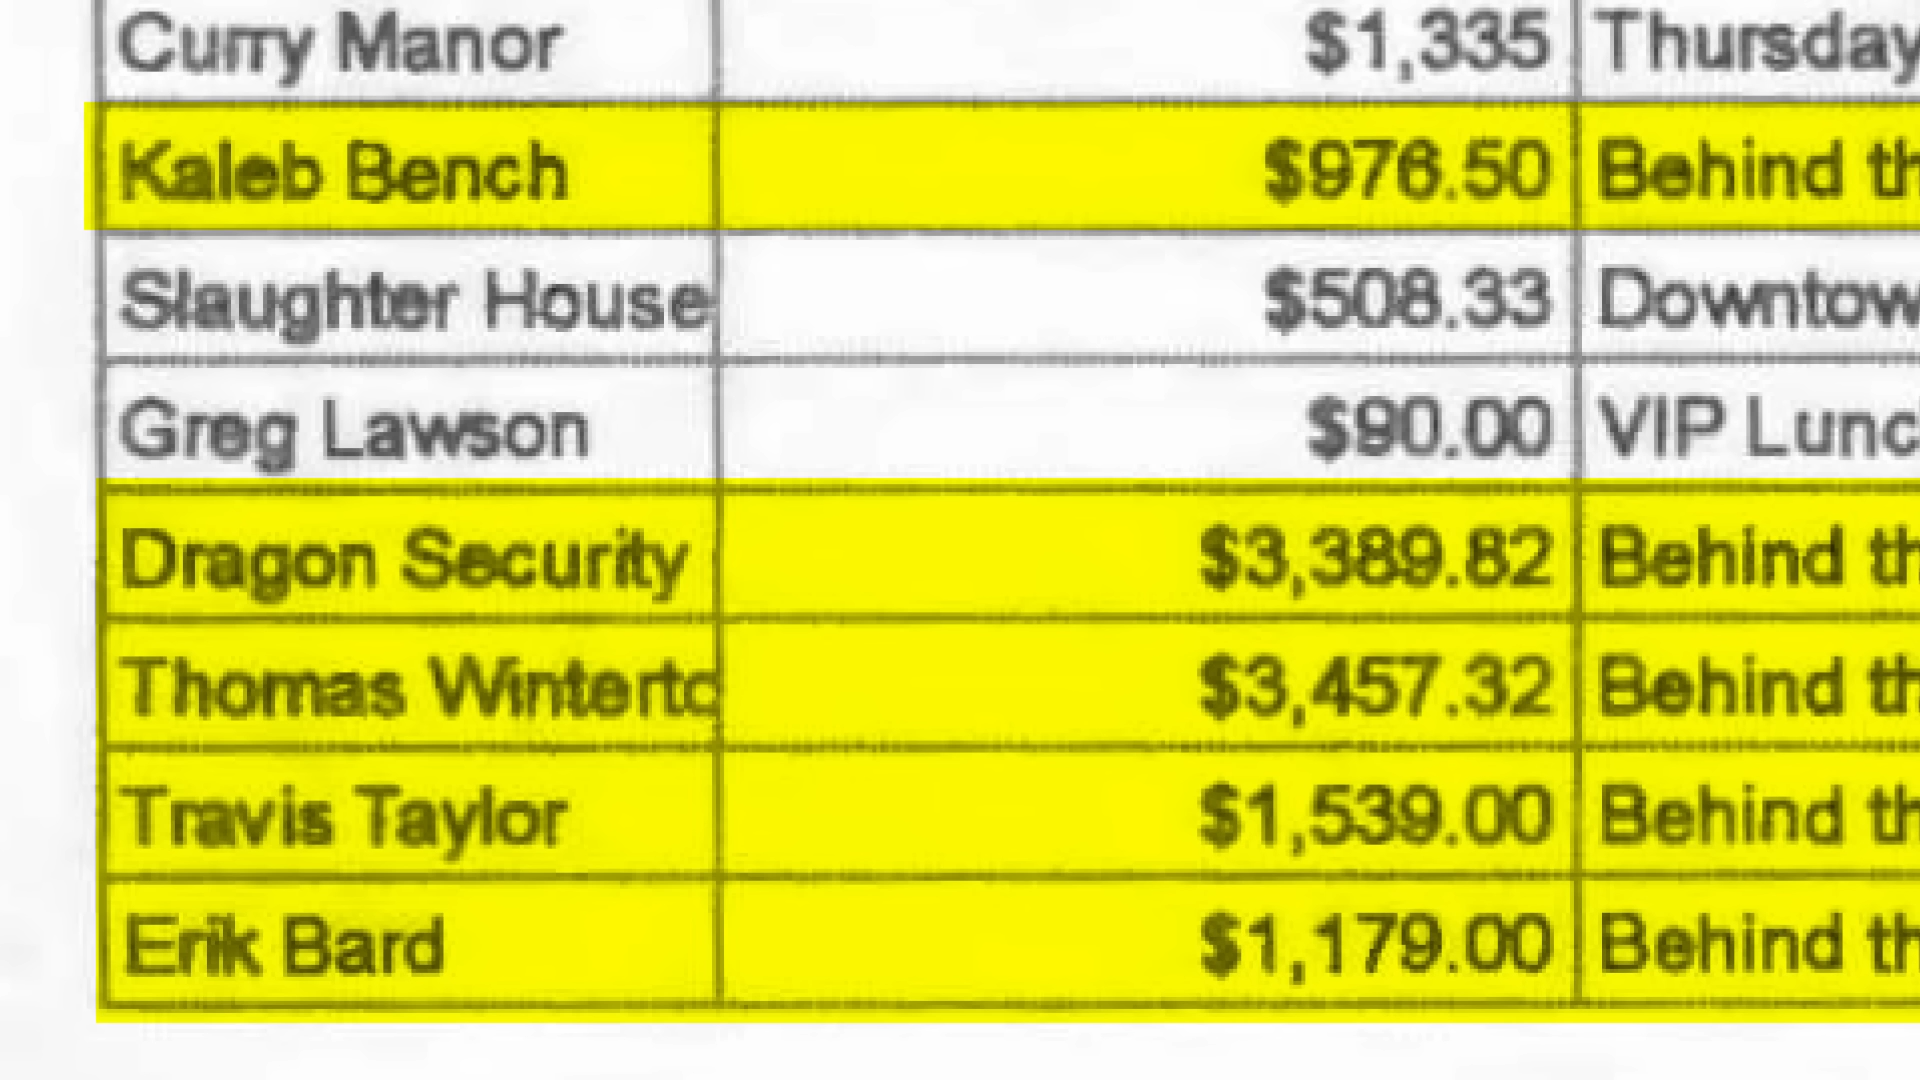 Curry Manor $1,335 Thursday
Kaleb Bench $976.50 Behind th
Slaughter House $508.33 Downtow
Greg Lawson $90.00 VIP Lunc
Dragon Security $3,389.82 Behind th
Thomas Winterto $3,457.32 Behind th
Travis Taylor $1,539.00 Behind th
Erik Bard $1,179.00 Behind th